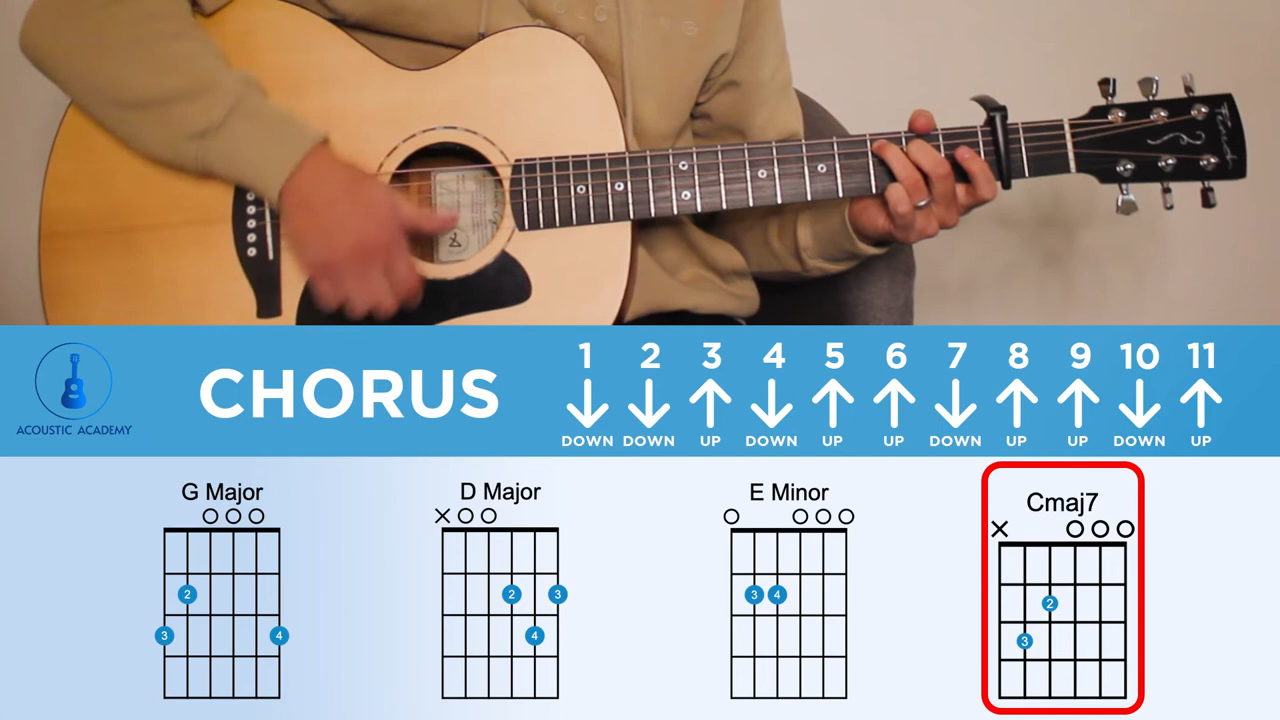 CHORUS
ACOUSTIC ACADEMY
1 2 3 4 5 6 7 8 9 10 11
DOWN DOWN UP DOWN UP UP DOWN UP UP DOWN UP
G Major
2
3 4
D Major
2 3
4
E Minor
3 4
Cmaj7
2
3